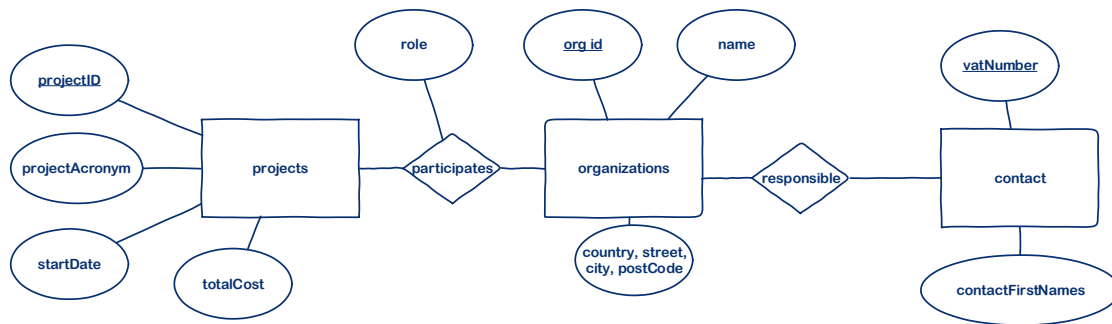 role
org id
name
projectID
vatNumber
projectAcronym
projects
participates
organizations
responsible
contact
startDate
totalCost
country, street,
city, postCode
contactFirstNames